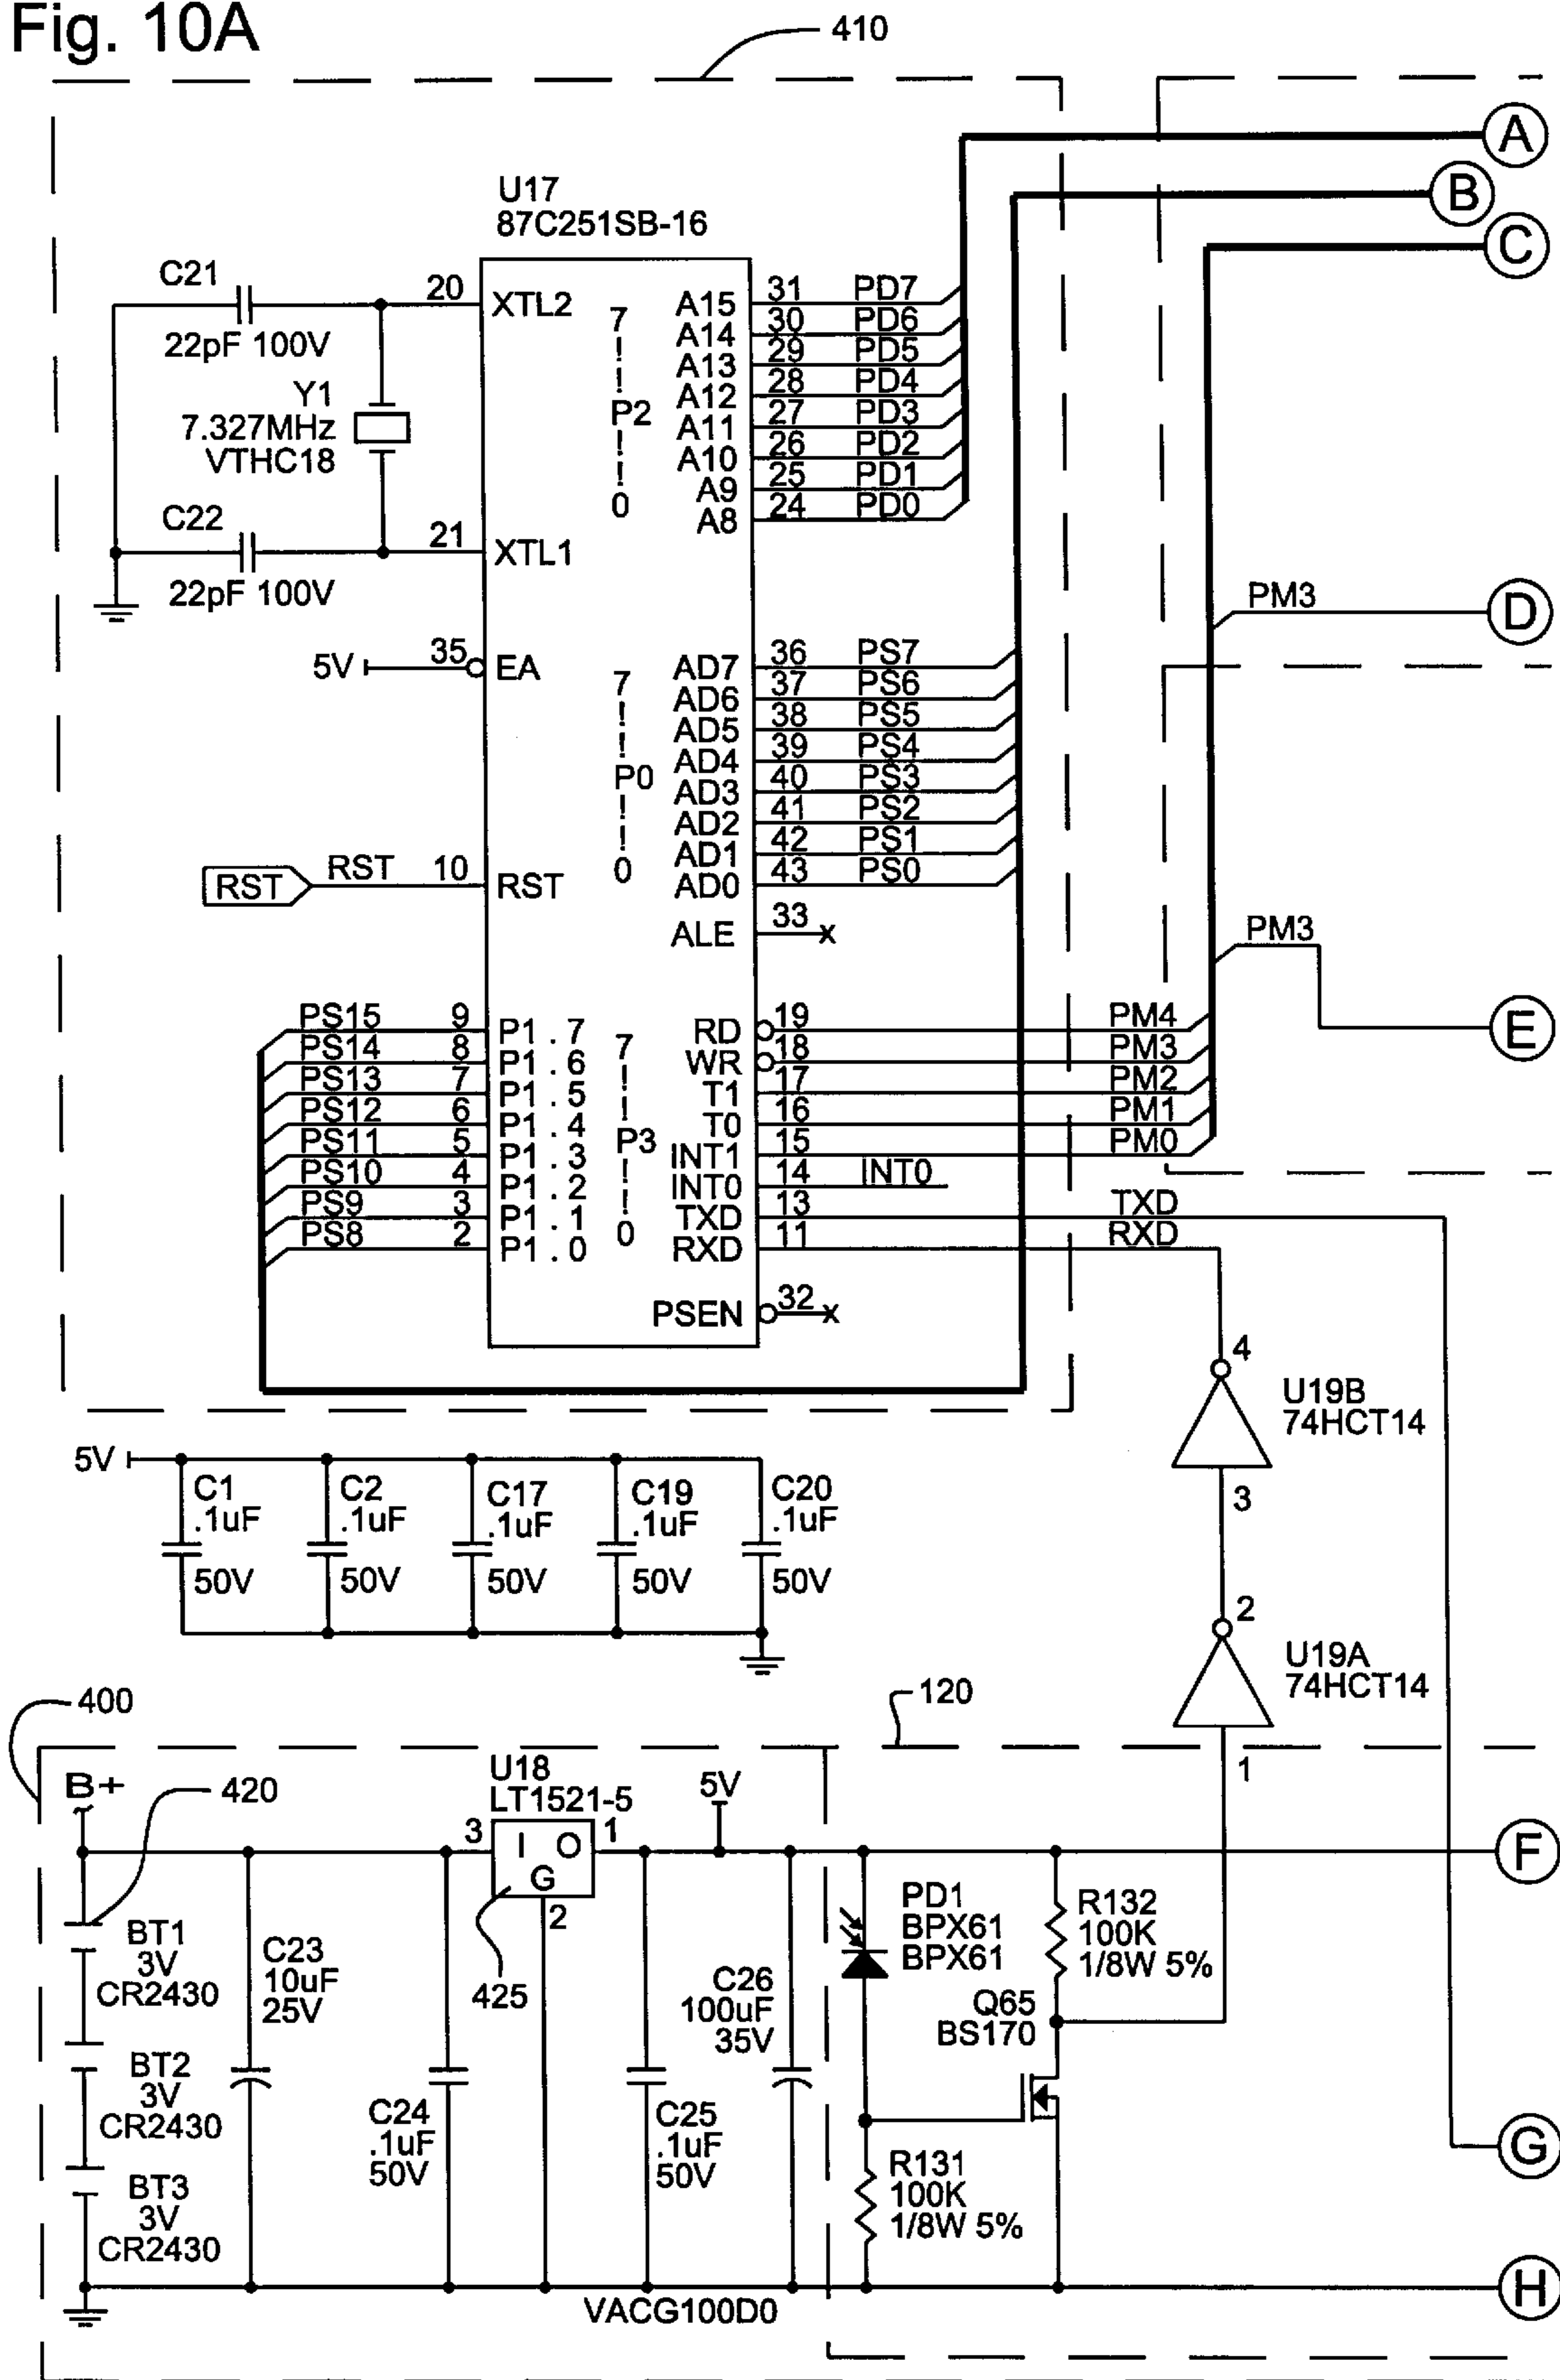 Fig. 10A
410
A
B
C
U17
87C251SB-16
C21
22pF 100V
Y1
7.327MHz
VTHC18
C22
22pF 100V
20 XTL2
21 XTL1
7
P2
0
A15 31 PD7
A14 30 PD6
A13 29 PD5
A12 28 PD4
A11 27 PD3
A10 26 PD2
A9 25 PD1
A8 24 PD0
PM3 D
5V 35 EA
7
P0
0
AD7 36 PS7
AD6 37 PS6
AD5 38 PS5
AD4 39 PS4
AD3 40 PS3
AD2 41 PS2
AD1 42 PS1
AD0 43 PS0
RST RST 10 RST
ALE 33 x
PM3
E
PS15 9 P1.7
PS14 8 P1.6
PS13 7 P1.5
PS12 6 P1.4
PS11 5 P1.3
PS10 4 P1.2
PS9 3 P1.1
PS8 2 P1.0
7
P3
0
RD 19 PM4
WR 18 PM3
T1 17 PM2
T0 16 PM1
INT1 15 PM0
INT0 14 INT0
TXD 13 TXD
RXD 11 RXD
PSEN 32 x
4
U19B
74HCT14
3
5V
C1
.1uF
50V
C2
.1uF
50V
C17
.1uF
50V
C19
.1uF
50V
C20
.1uF
50V
2
U19A
74HCT14
1
400
120
B+
420
U18
LT1521-5
3 I O 1
G
2
425
5V
F
BT1
3V
CR2430
BT2
3V
CR2430
BT3
3V
CR2430
C23
10uF
25V
C24
.1uF
50V
C25
.1uF
50V
C26
100uF
35V
PD1
BPX61
BPX61
R132
100K
1/8W 5%
Q65
BS170
R131
100K
1/8W 5%
G
H
VACG100D0